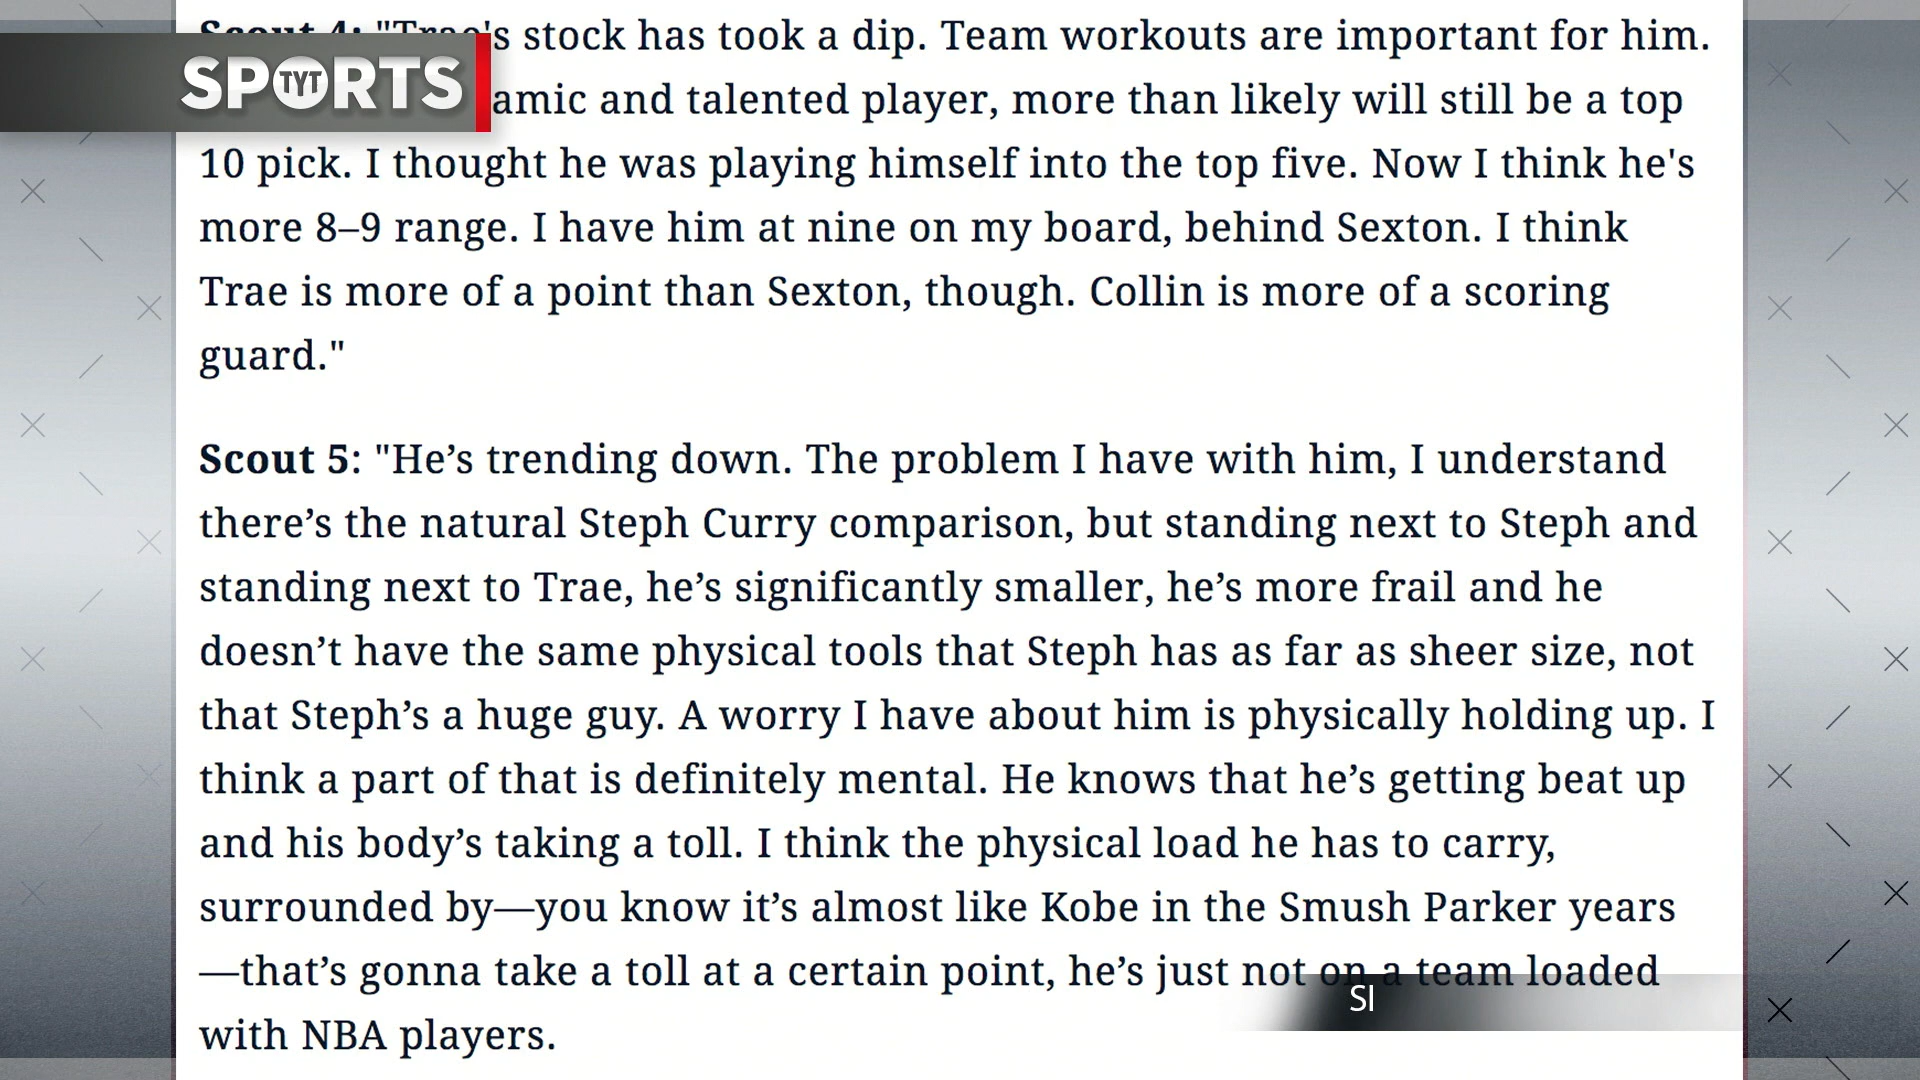 Scout 4: "Trae's stock has took a dip. Team workouts are important for him.
SPORTS
TYT
amic and talented player, more than likely will still be a top
10 pick. I thought he was playing himself into the top five. Now I think he's
more 8–9 range. I have him at nine on my board, behind Sexton. I think
Trae is more of a point than Sexton, though. Collin is more of a scoring
guard."
Scout 5: "He’s trending down. The problem I have with him, I understand
there’s the natural Steph Curry comparison, but standing next to Steph and
standing next to Trae, he’s significantly smaller, he’s more frail and he
doesn’t have the same physical tools that Steph has as far as sheer size, not
that Steph’s a huge guy. A worry I have about him is physically holding up. I
think a part of that is definitely mental. He knows that he’s getting beat up
and his body’s taking a toll. I think the physical load he has to carry,
surrounded by—you know it’s almost like Kobe in the Smush Parker years
—that’s gonna take a toll at a certain point, he’s just not on a team loaded
SI
with NBA players.